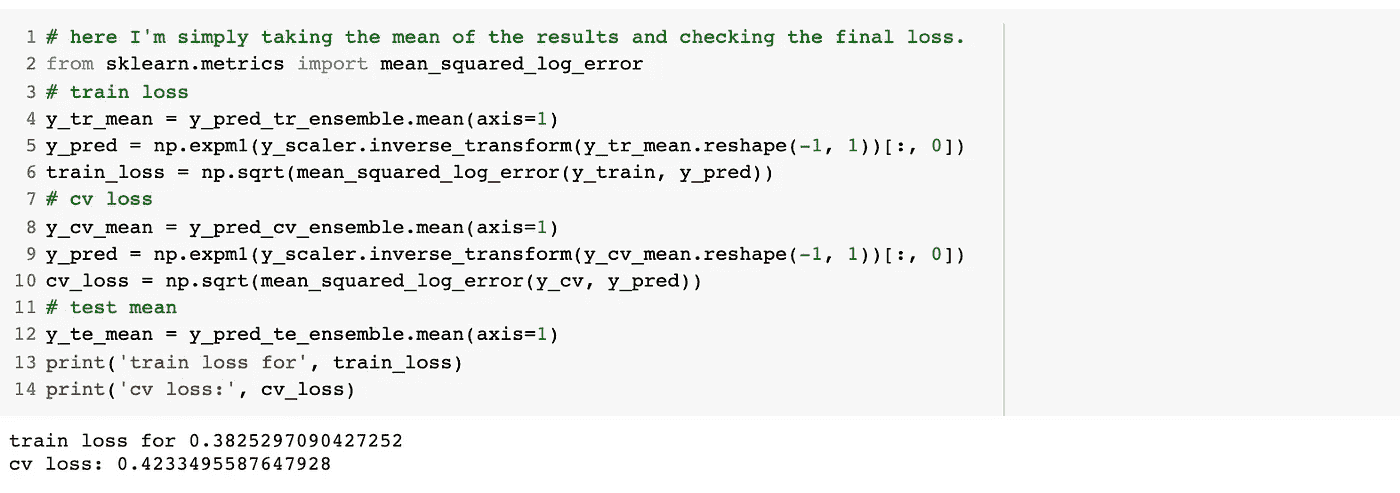 1 # here I'm simply taking the mean of the results and checking the final loss.
2 from sklearn.metrics import mean_squared_log_error
3 # train loss
4 y_tr_mean = y_pred_tr_ensemble.mean(axis=1)
5 y_pred = np.expm1(y_scaler.inverse_transform(y_tr_mean.reshape(-1, 1))[:, 0])
6 train_loss = np.sqrt(mean_squared_log_error(y_train, y_pred))
7 # cv loss
8 y_cv_mean = y_pred_cv_ensemble.mean(axis=1)
9 y_pred = np.expm1(y_scaler.inverse_transform(y_cv_mean.reshape(-1, 1))[:, 0])
10 cv_loss = np.sqrt(mean_squared_log_error(y_cv, y_pred))
11 # test mean
12 y_te_mean = y_pred_te_ensemble.mean(axis=1)
13 print('train loss for', train_loss)
14 print('cv loss:', cv_loss)
train loss for 0.3825297090427252
cv loss: 0.4233495587647928